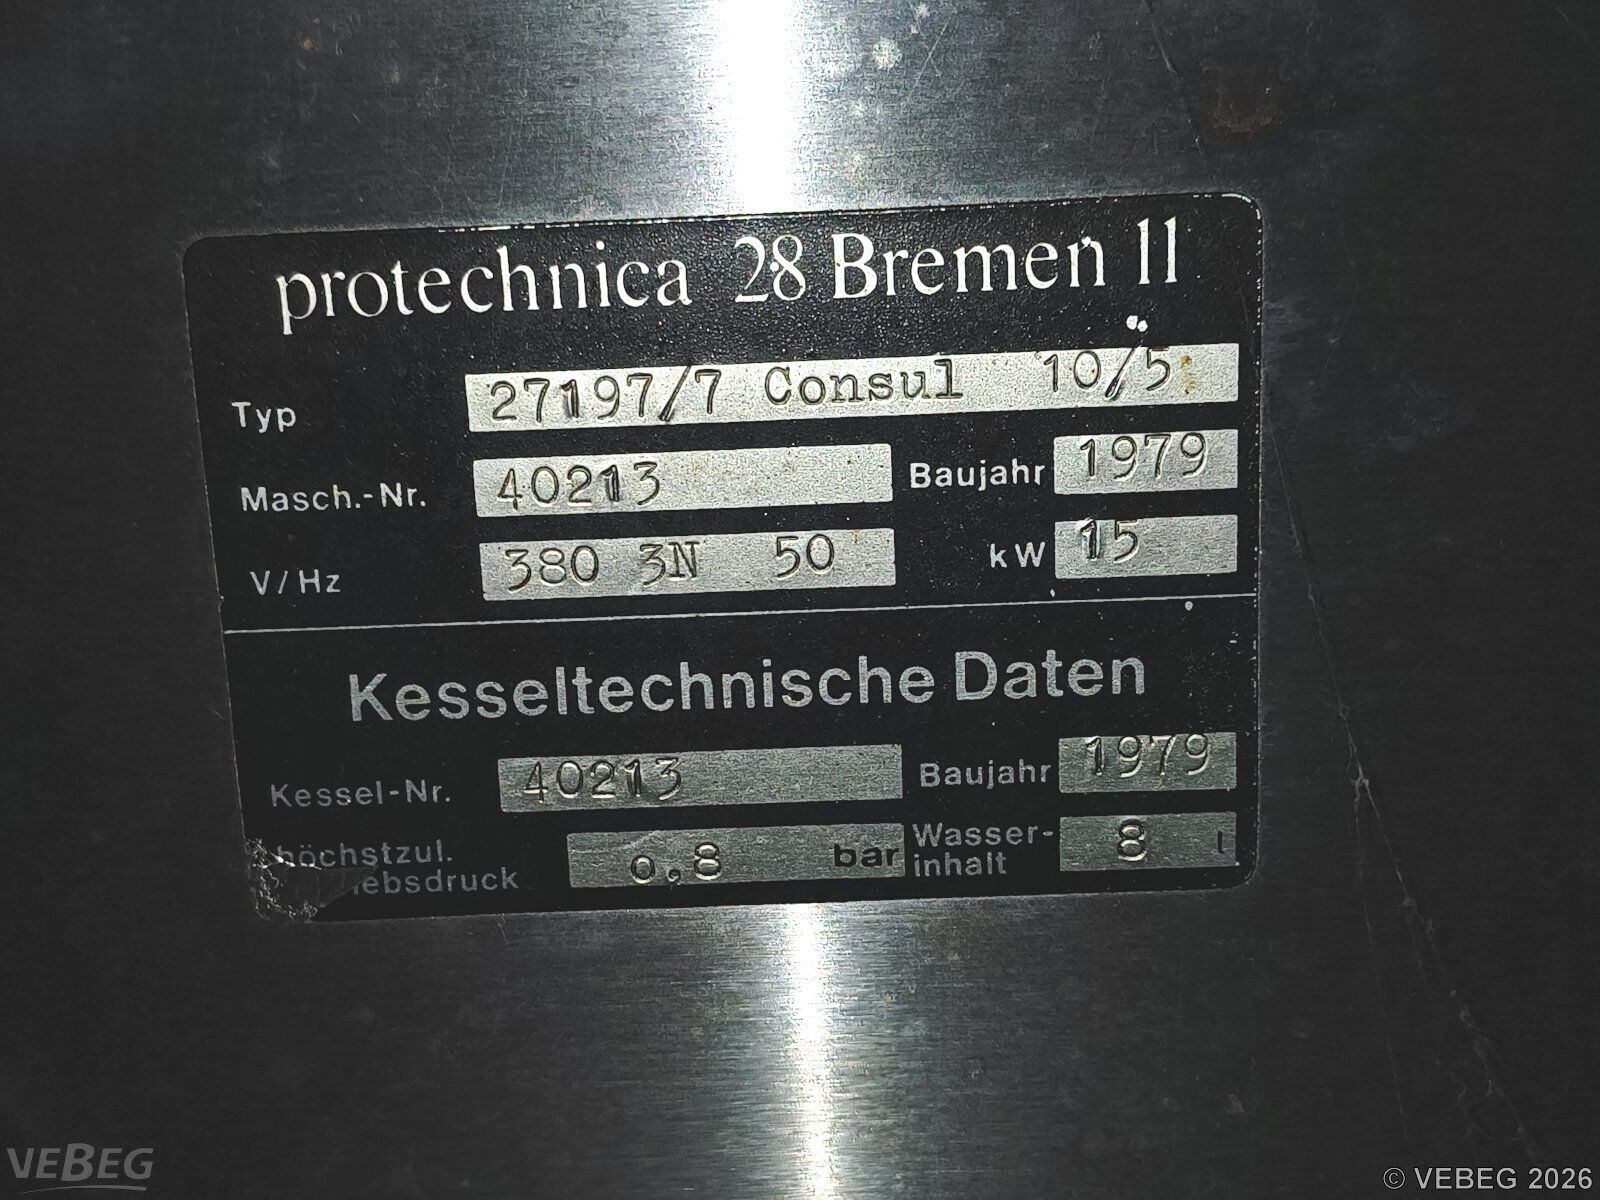 protechnica 28 Bremen 11
Typ 27197/7 Consul 10/5
Masch.-Nr. 40213 Baujahr 1979
V/Hz 380 3N 50 kW 15
Kesseltechnische Daten
Kessel-Nr. 40213 Baujahr 1979
höchstzul. 0,8 bar Wasser- 8 l
iebsdruck inhalt
VEBEG
© VEBEG 2026